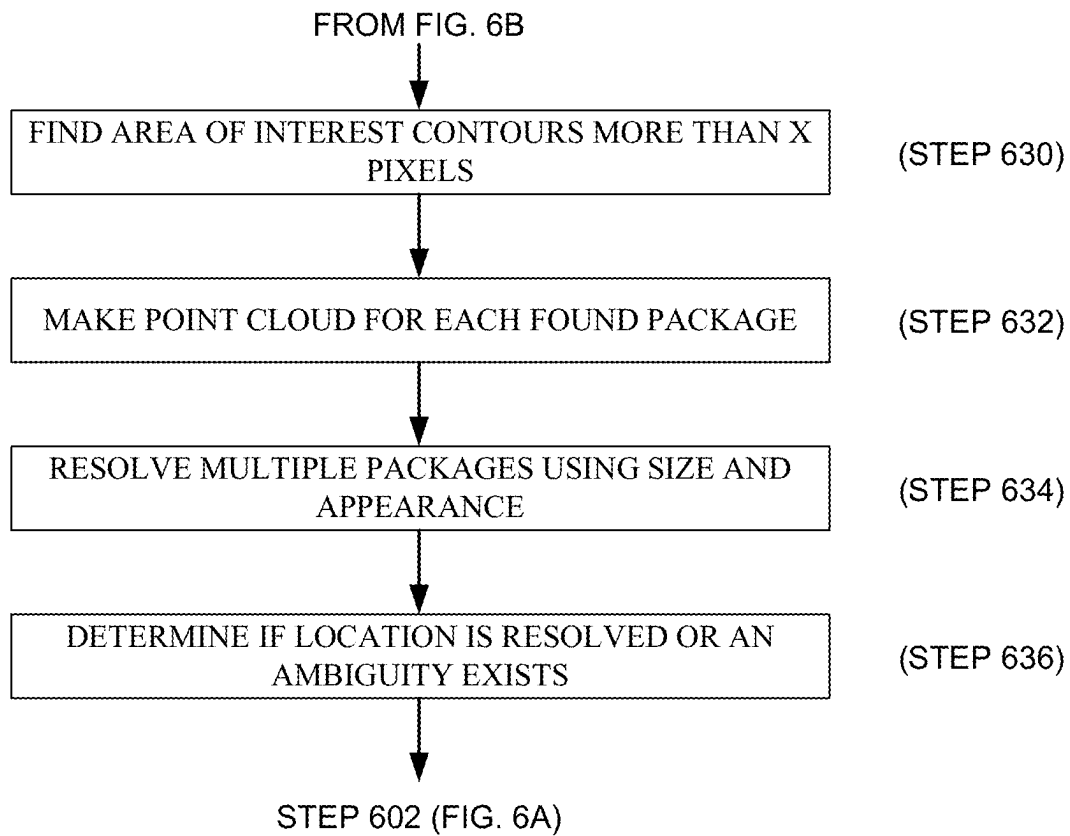 FROM FIG. 6B
FIND AREA OF INTEREST CONTOURS MORE THAN X
PIXELS
(STEP 630)
MAKE POINT CLOUD FOR EACH FOUND PACKAGE
(STEP 632)
RESOLVE MULTIPLE PACKAGES USING SIZE AND
APPEARANCE
(STEP 634)
DETERMINE IF LOCATION IS RESOLVED OR AN
AMBIGUITY EXISTS
(STEP 636)
STEP 602 (FIG. 6A)